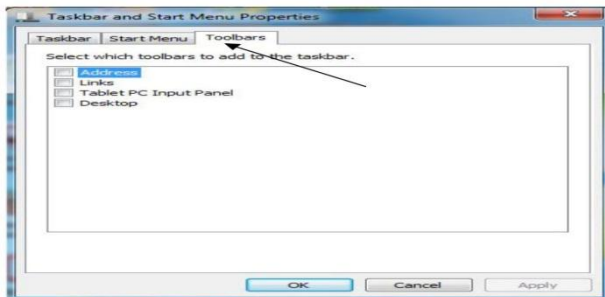 Taskbar and Start Menu Properties
Taskbar Start Menu Toolbars
Select which toolbars to add to the taskbar.
Address
Links
Tablet PC Input Panel
Desktop
OK Cancel Apply